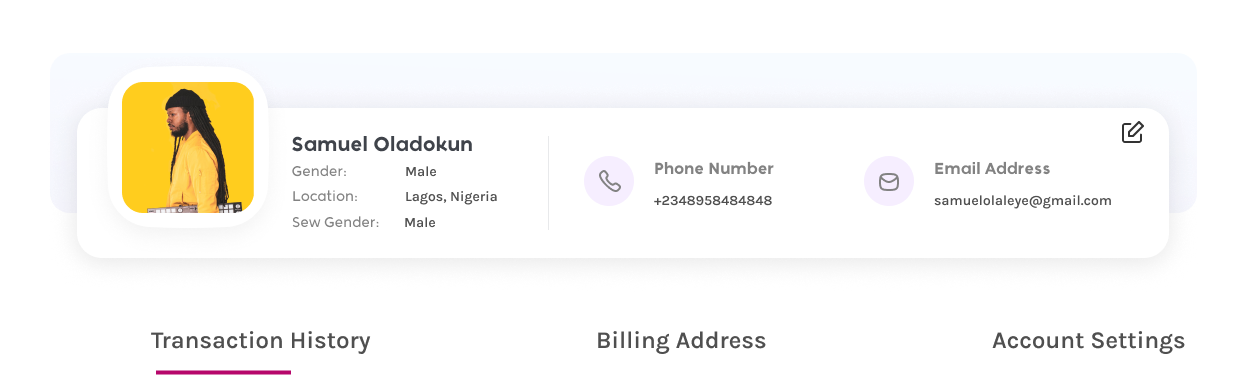 Samuel Oladokun
Gender: Male
Location: Lagos, Nigeria
Sew Gender: Male
Phone Number
+2348958484848
Email Address
samuelolaleye@gmail.com
Transaction History
Billing Address
Account Settings